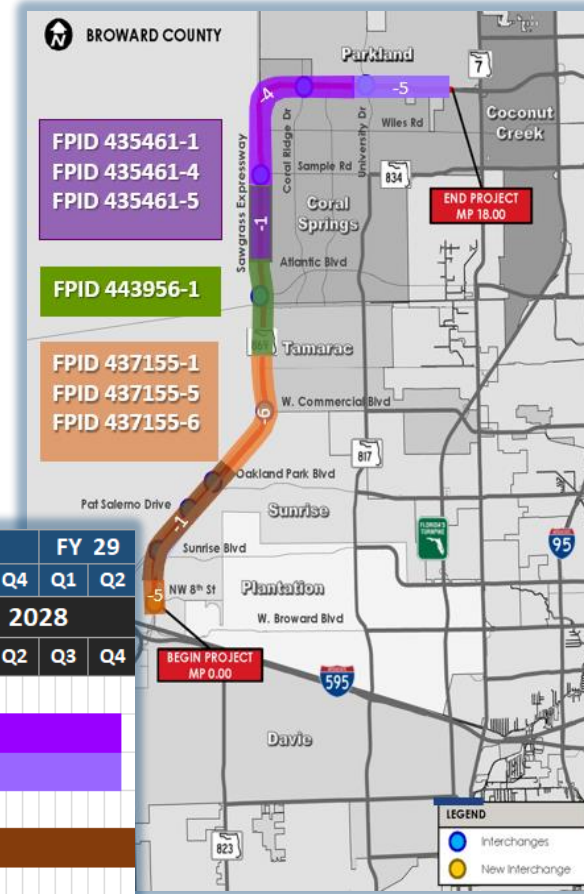 N
BROWARD COUNTY
Parkland
7
-4
-5
Coconut
Creek
Wiles Rd
Coral Ridge Dr
University Dr
FPID 435461-1
FPID 435461-4
FPID 435461-5
Sample Rd
834
Sawgrass Expressway
END PROJECT
MP 18.00
-1
Coral
Springs
Atlantic Blvd
FPID 443956-1
869
Tamarac
FPID 437155-1
FPID 437155-5
FPID 437155-6
W. Commercial Blvd
-6
817
Oakland Park Blvd
Pat Salerno Drive
Sunrise
-1
FLORIDA'S
TURNPIKE
95
Sunrise Blvd
FY 29
Q4 Q1 Q2
2028
Q2 Q3 Q4
-5
NW 8th St
Plantation
W. Broward Blvd
BEGIN PROJECT
MP 0.00
595
Davie
823
LEGEND
Interchanges
New Interchange